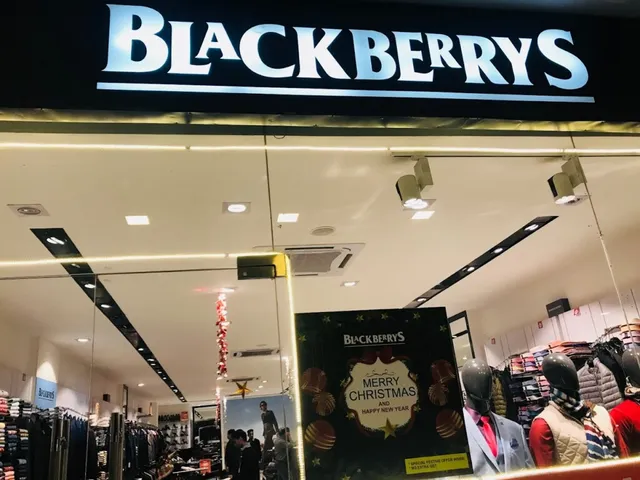 BLACKBERRYS
BLACKBERRYS
MERRY
CHRISTMAS
AND
HAPPY NEW YEAR